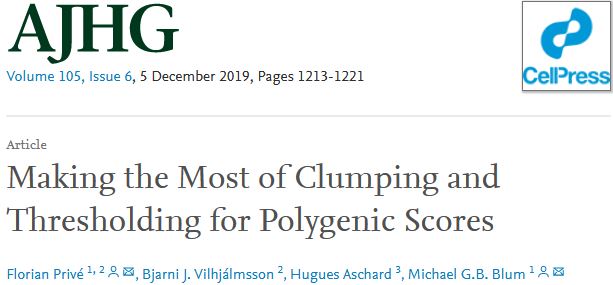 AJHG
Volume 105, Issue 6, 5 December 2019, Pages 1213-1221
CellPress
Article
Making the Most of Clumping and
Thresholding for Polygenic Scores
Florian Privé 1, 2, Bjarni J. Vilhjálmsson 2, Hugues Aschard 3, Michael G.B. Blum 1